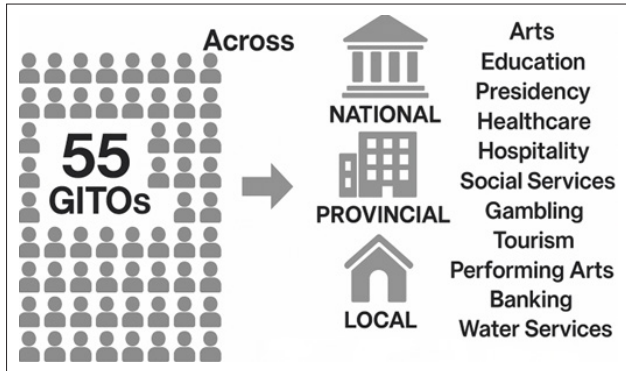 Across
55
GITOs
NATIONAL
PROVINCIAL
LOCAL
Arts
Education
Presidency
Healthcare
Hospitality
Social Services
Gambling
Tourism
Performing Arts
Banking
Water Services